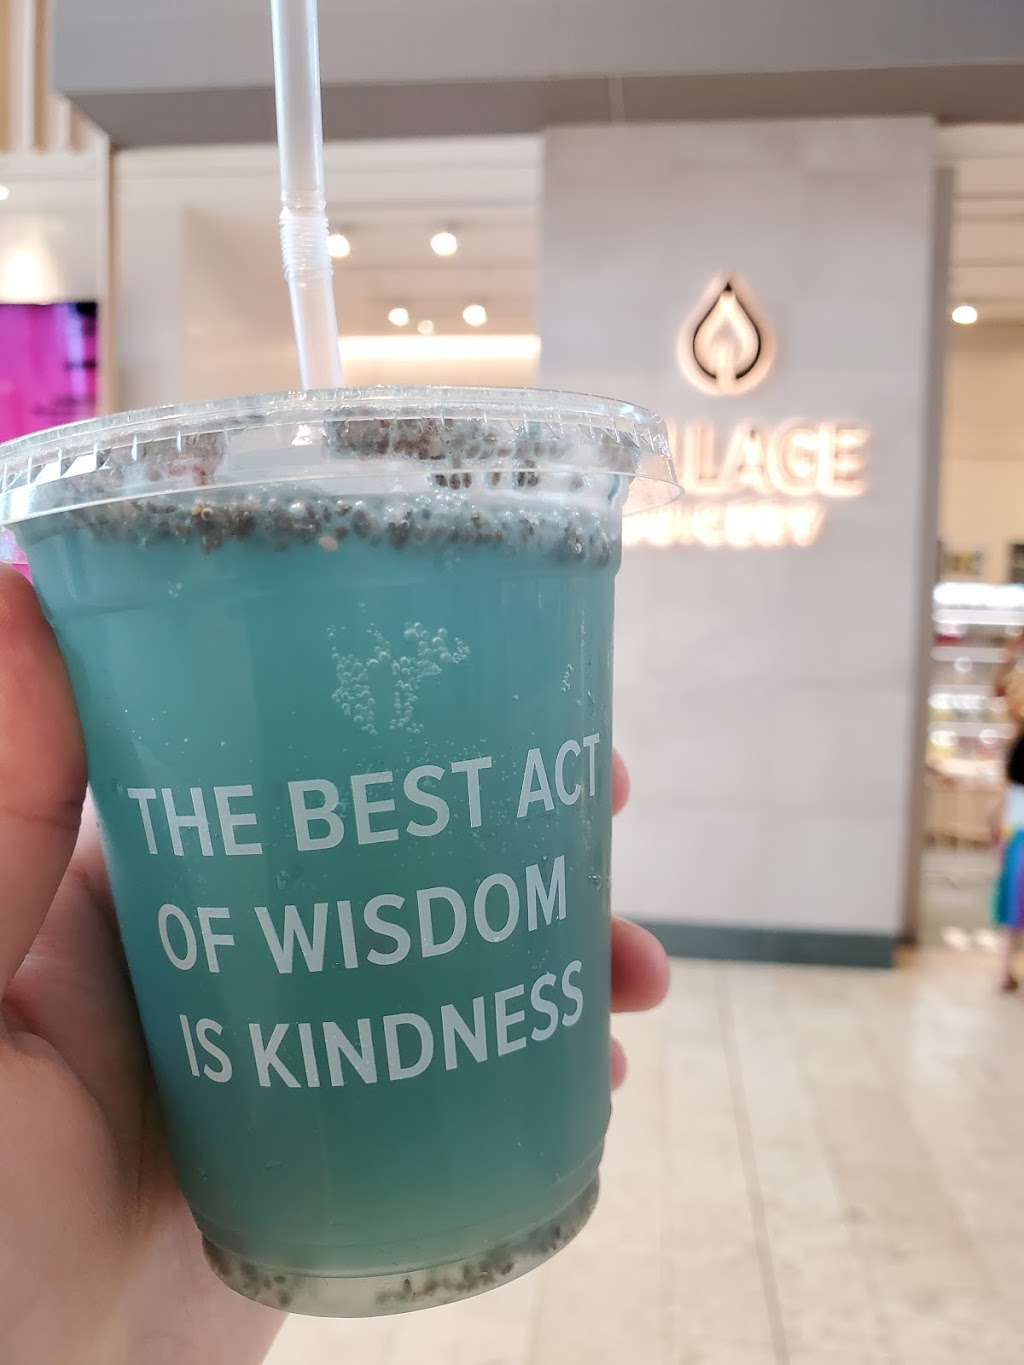 THE BEST ACT
OF WISDOM
IS KINDNESS